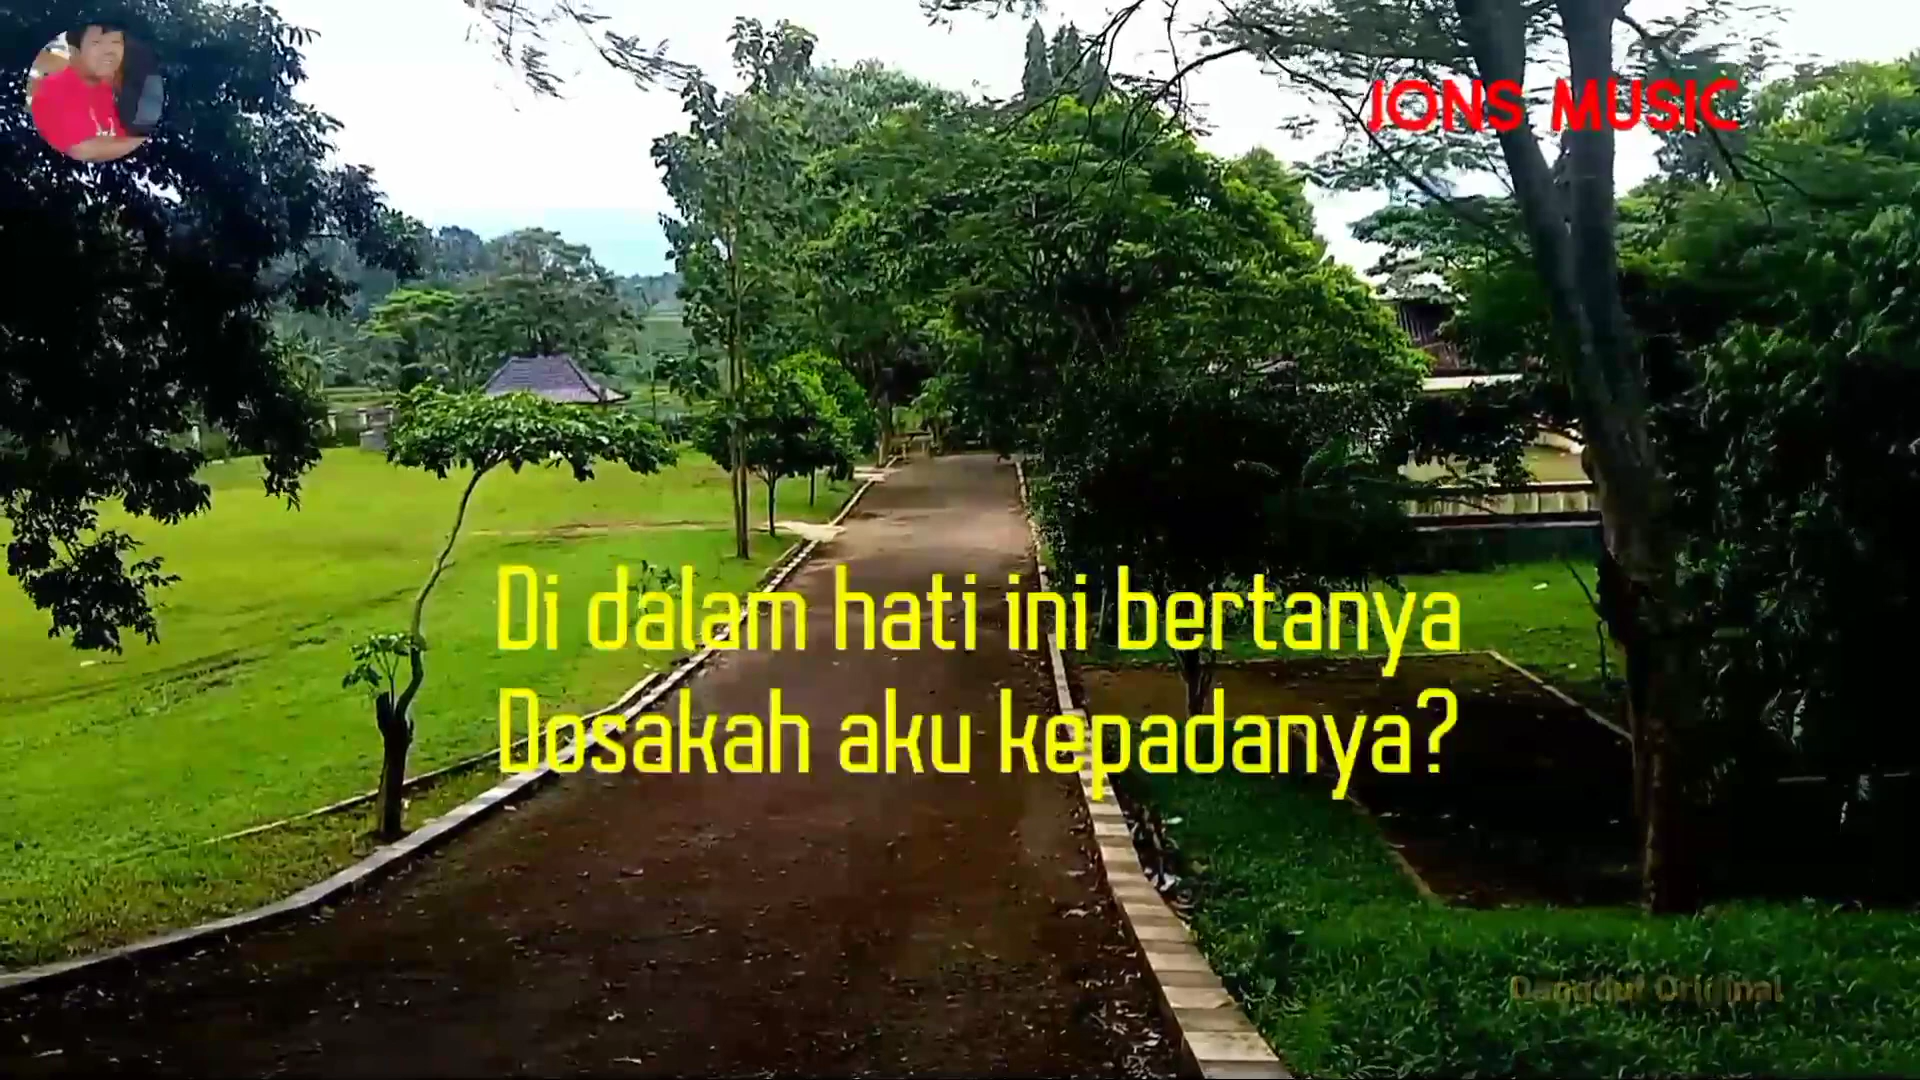 JONS MUSIC
Di dalam hati ini bertanya
Dosakah aku kepadanya?
Dangdut Original